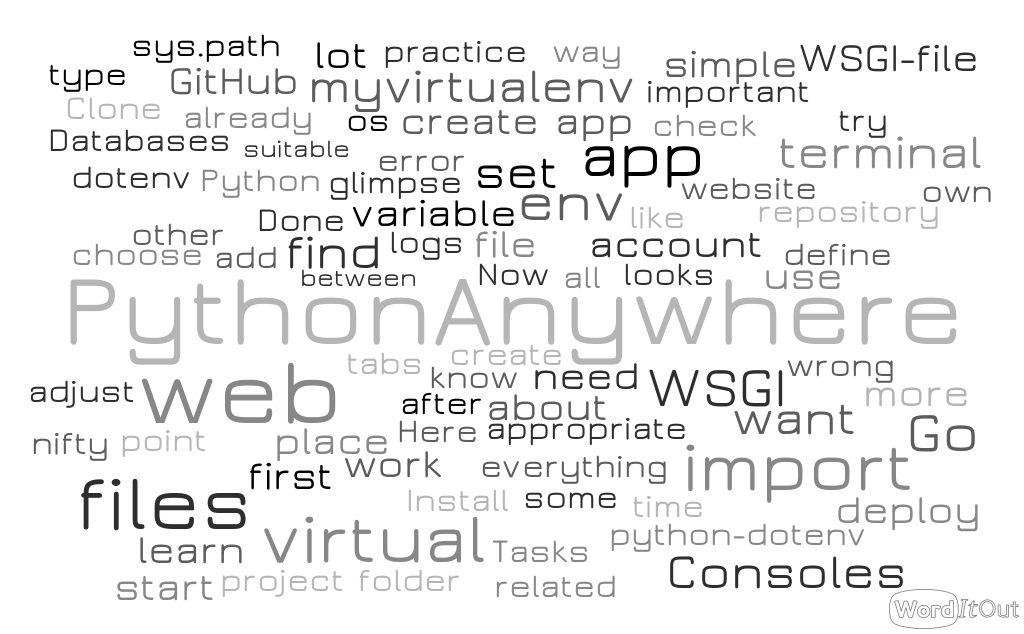 sys.path lot practice way simple WSGI-file
type GitHub myvirtualenv important
Clone already os create app check try
Databases suitable error set app terminal
dotenv Python glimpse env website own
Done variable like repository
other find logs file account define
choose add between Now all looks use
PythonAnywhere
tabs create wrong
adjust web know need WSGI more
after about want
nifty point place Here appropriate Go
first work everything import
files Install some time deploy
learn virtual Tasks python-dotenv
start project folder related Consoles
WordItOut